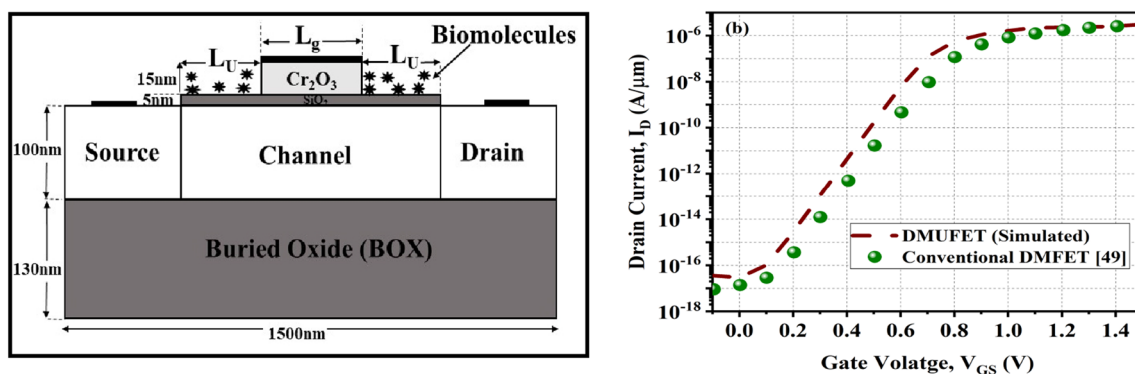 L_g
L_U
L_U
Biomolecules
15nm
Cr₂O₃
5nm
SiO₂
100nm
Source
Channel
Drain
130nm
Buried Oxide (BOX)
1500nm
(b)
Drain Current, I_D (A/μm)
10⁻⁶
10⁻⁸
10⁻¹⁰
10⁻¹²
10⁻¹⁴
10⁻¹⁶
10⁻¹⁸
DMUFET (Simulated)
Conventional DMFET [49]
0.0 0.2 0.4 0.6 0.8 1.0 1.2 1.4
Gate Volatge, V_GS (V)